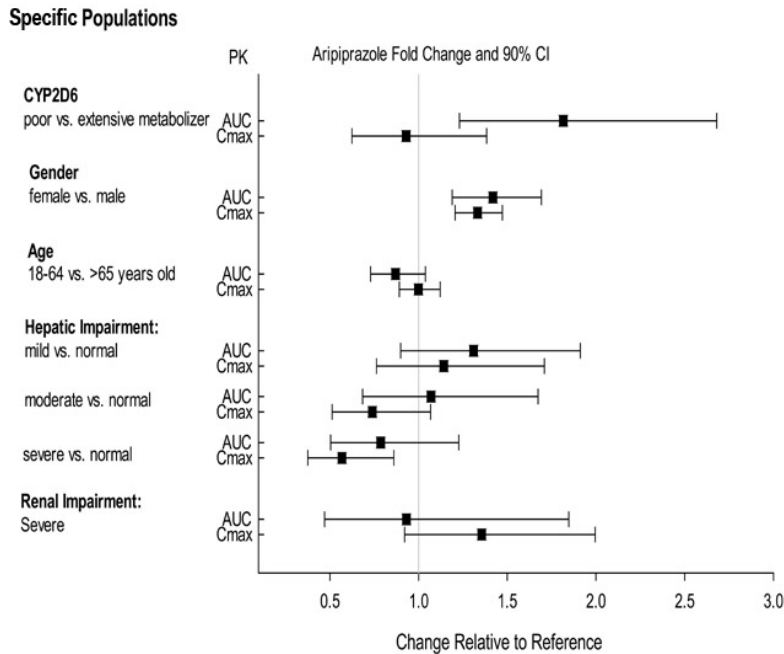 Specific Populations
PK Aripiprazole Fold Change and 90% CI
CYP2D6
poor vs. extensive metabolizer AUC
Cmax
Gender
female vs. male AUC
Cmax
Age
18-64 vs. >65 years old AUC
Cmax
Hepatic Impairment:
mild vs. normal AUC
Cmax
moderate vs. normal AUC
Cmax
severe vs. normal AUC
Cmax
Renal Impairment:
Severe AUC
Cmax
0.5 1.0 1.5 2.0 2.5 3.0
Change Relative to Reference